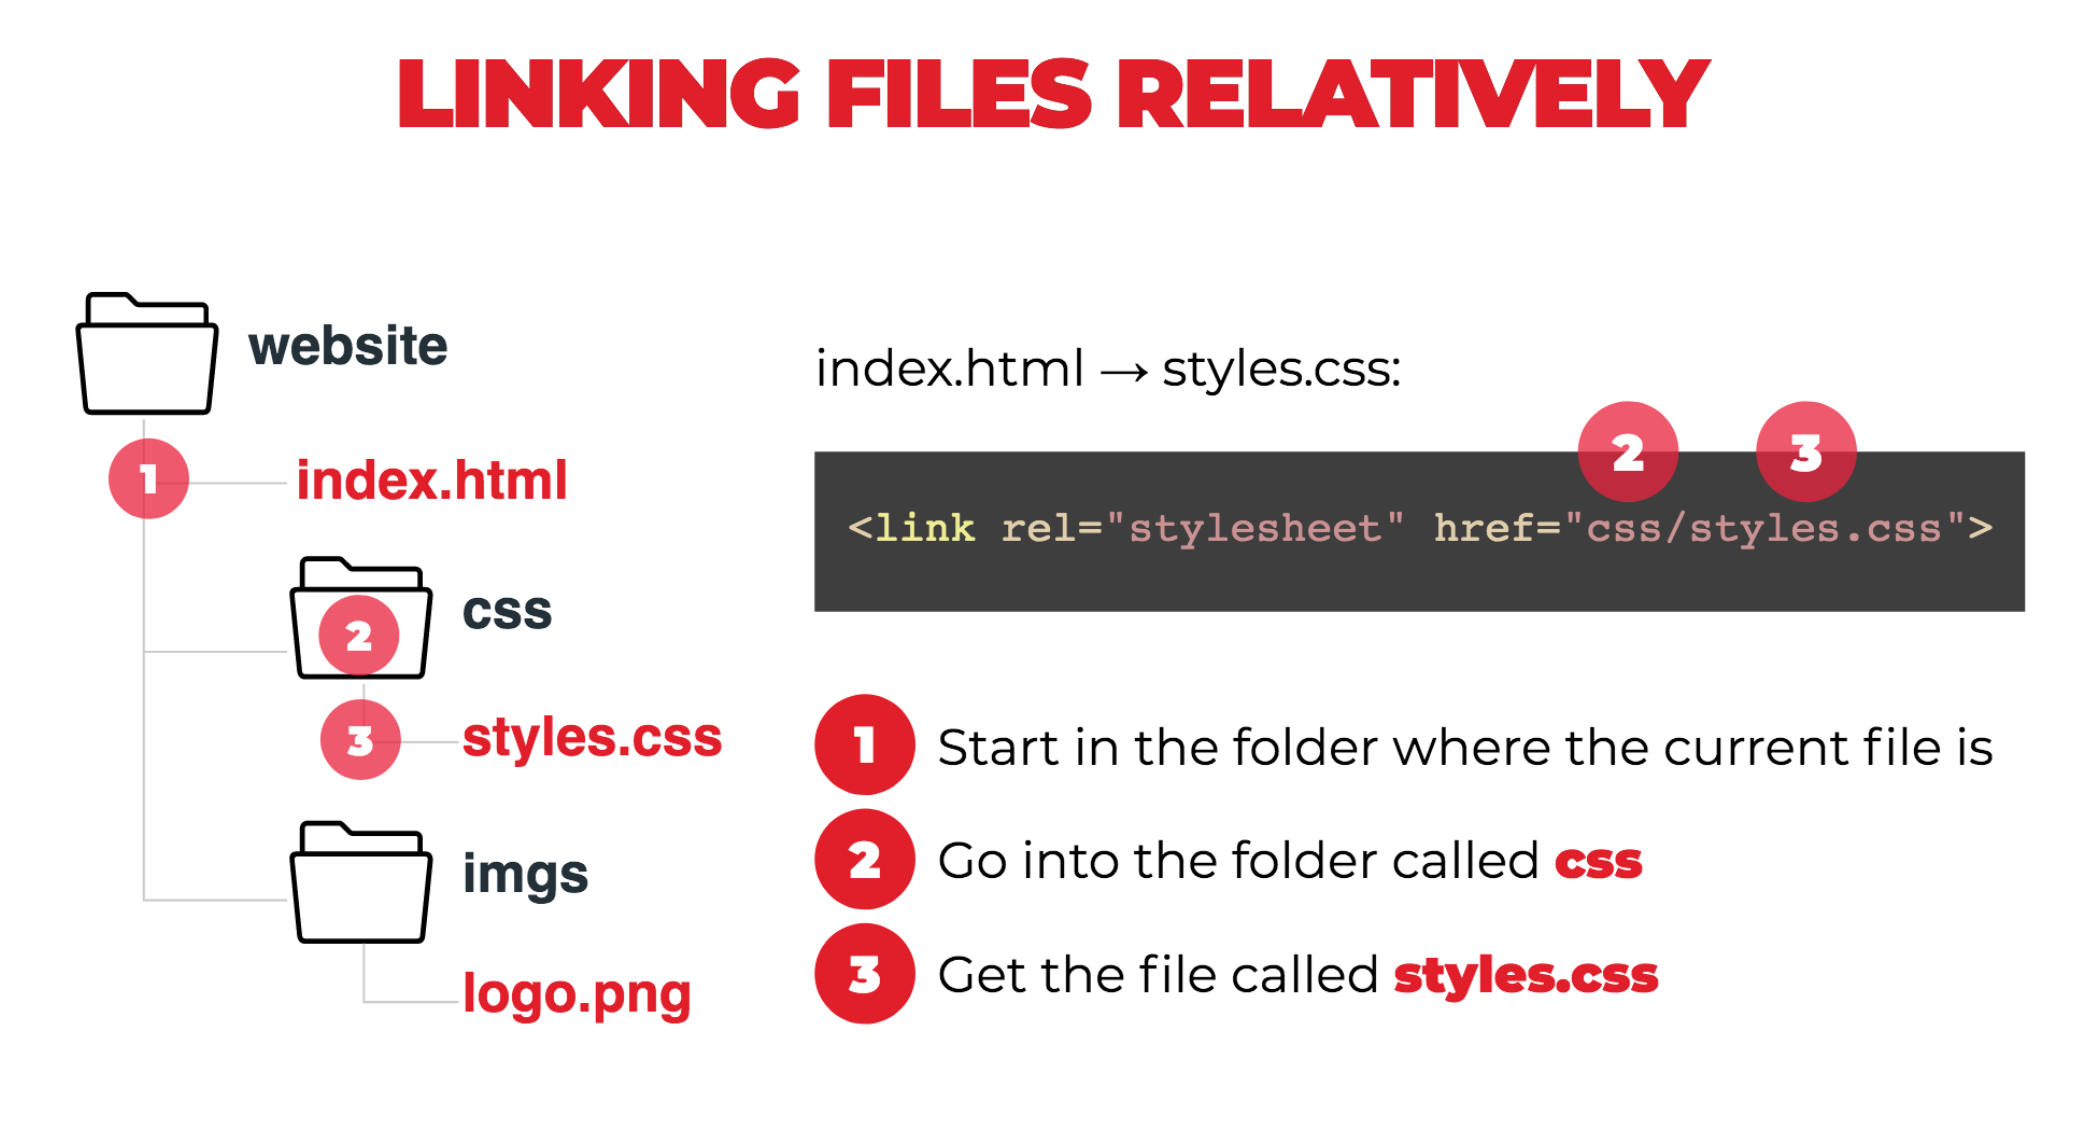 LINKING FILES RELATIVELY
website
1
index.html
2
css
3
styles.css
imgs
logo.png
index.html → styles.css:
2 3
<link rel="stylesheet" href="css/styles.css">
1 Start in the folder where the current file is
2 Go into the folder called css
3 Get the file called styles.css